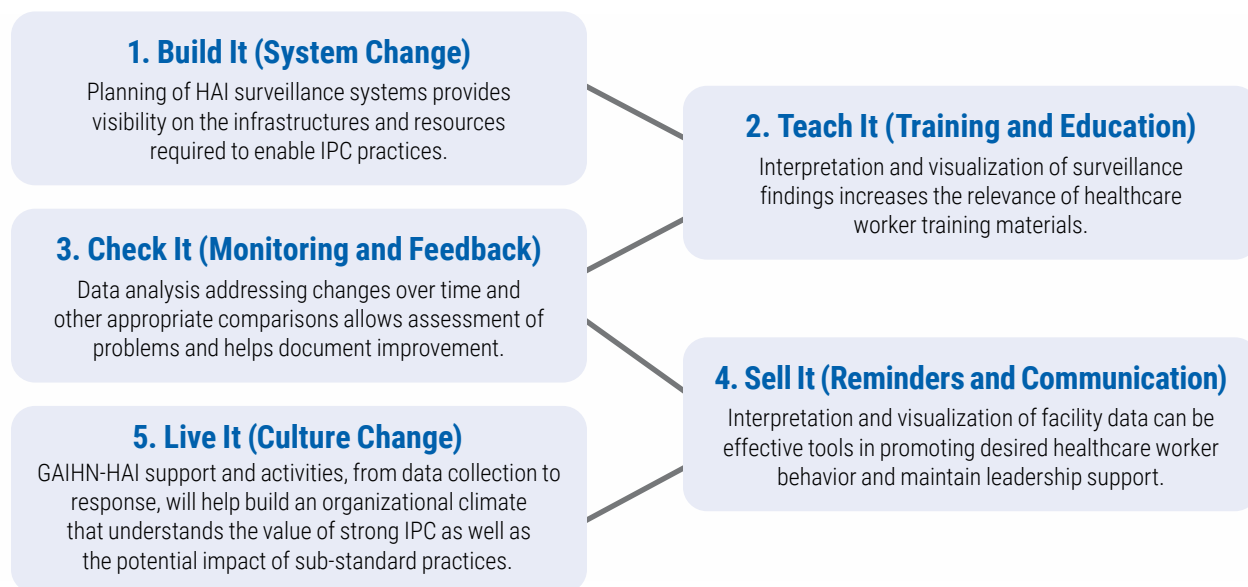 1. Build It (System Change)
Planning of HAI surveillance systems provides
visibility on the infrastructures and resources
required to enable IPC practices.
2. Teach It (Training and Education)
Interpretation and visualization of surveillance
findings increases the relevance of healthcare
worker training materials.
3. Check It (Monitoring and Feedback)
Data analysis addressing changes over time and
other appropriate comparisons allows assessment of
problems and helps document improvement.
4. Sell It (Reminders and Communication)
Interpretation and visualization of facility data can be
effective tools in promoting desired healthcare worker
behavior and maintain leadership support.
5. Live It (Culture Change)
GAIHN-HAI support and activities, from data collection to
response, will help build an organizational climate
that understands the value of strong IPC as well as
the potential impact of sub-standard practices.